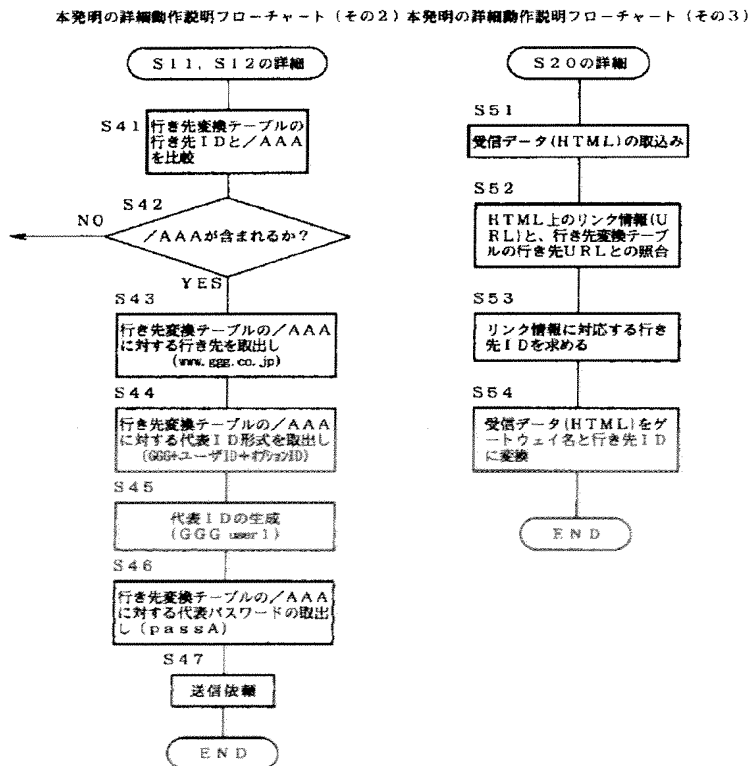 本発明の詳細動作説明フローチャート(その2)
S11, S12の詳細
S41
行き先変換テーブルの
行き先IDと/AAA
を比較
S42
NO
/AAAが含まれるか?
YES
S43
行き先変換テーブルの/AAA
に対する行き先を取出し
(www.ggg.co.jp)
S44
行き先変換テーブルの/AAA
に対する代表ID形式を取出し
(GGG+ユーザID+オプションID)
S45
代表IDの生成
(GGG user1)
S46
行き先変換テーブルの/AAA
に対する代表パスワードの取出
し(passA)
S47
送信依頼
END
本発明の詳細動作説明フローチャート(その3)
S20の詳細
S51
受信データ(HTML)の取込み
S52
HTML上のリンク情報(U
RL)と、行き先変換テーブ
ルの行き先URLとの照合
S53
リンク情報に対応する行き
先IDを求める
S54
受信データ(HTML)をゲ
ートウェイ名と行き先ID
に変換
END